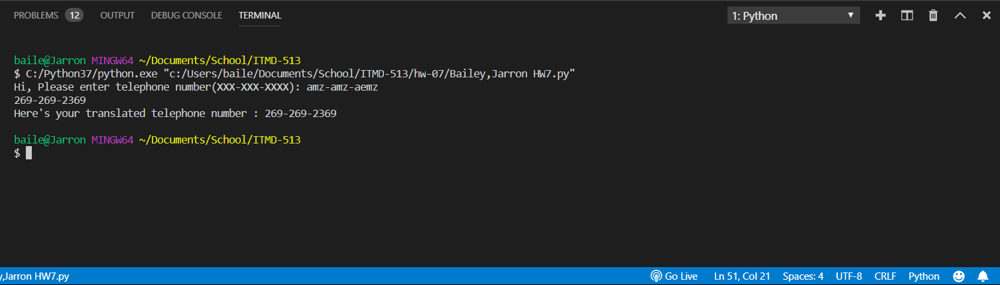 PROBLEMS 12 OUTPUT DEBUG CONSOLE TERMINAL 1: Python
baile@Jarron MINGW64 ~/Documents/School/ITMD-513
$ C:/Python37/python.exe "c:/Users/baile/Documents/School/ITMD-513/hw-07/Bailey,Jarron HW7.py"
Hi, Please enter telephone number(XXX-XXX-XXXX): amz-amz-aemz
269-269-2369
Here's your translated telephone number : 269-269-2369
baile@Jarron MINGW64 ~/Documents/School/ITMD-513
$
y,Jarron HW7.py Go Live Ln 51, Col 21 Spaces: 4 UTF-8 CRLF Python